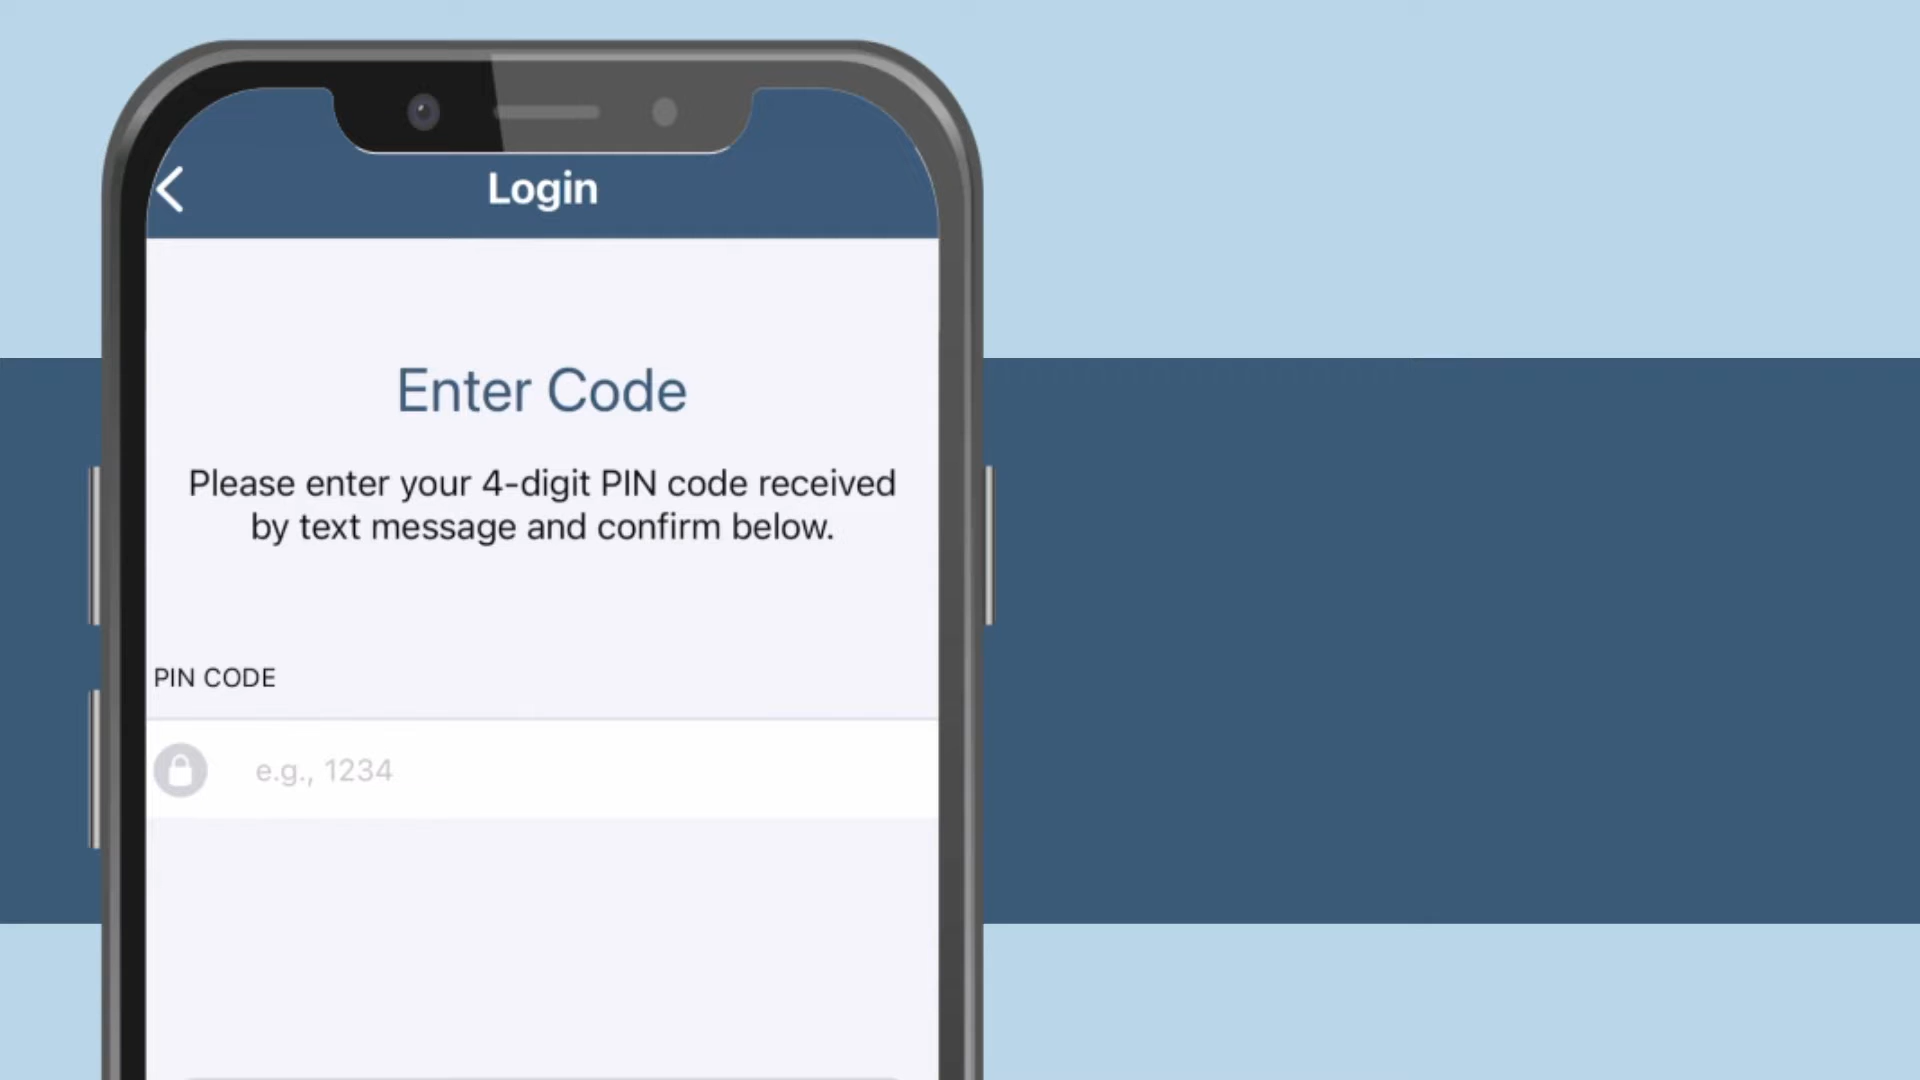 Login
Enter Code
Please enter your 4-digit PIN code received
by text message and confirm below.
PIN CODE
e.g., 1234